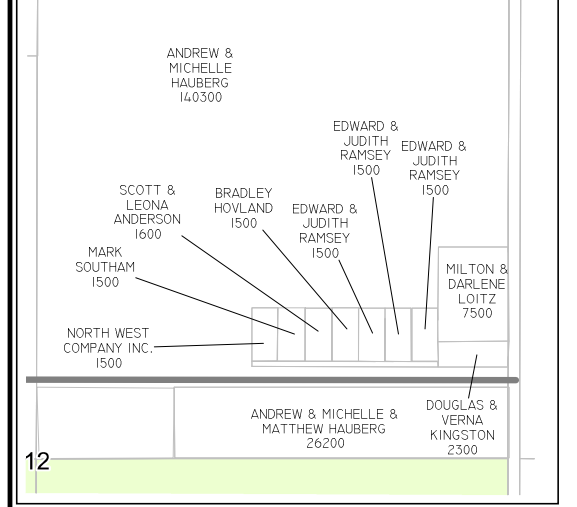 ANDREW &
MICHELLE
HAUBERG
140300
EDWARD &
JUDITH
RAMSEY
1500
EDWARD &
JUDITH
RAMSEY
1500
SCOTT &
LEONA
ANDERSON
1600
BRADLEY
HOVLAND
1500
EDWARD &
JUDITH
RAMSEY
1500
MARK
SOUTHAM
1500
MILTON &
DARLENE
LOITZ
7500
NORTH WEST
COMPANY INC.
1500
ANDREW & MICHELLE &
MATTHEW HAUBERG
26200
DOUGLAS &
VERNA
KINGSTON
2300
12